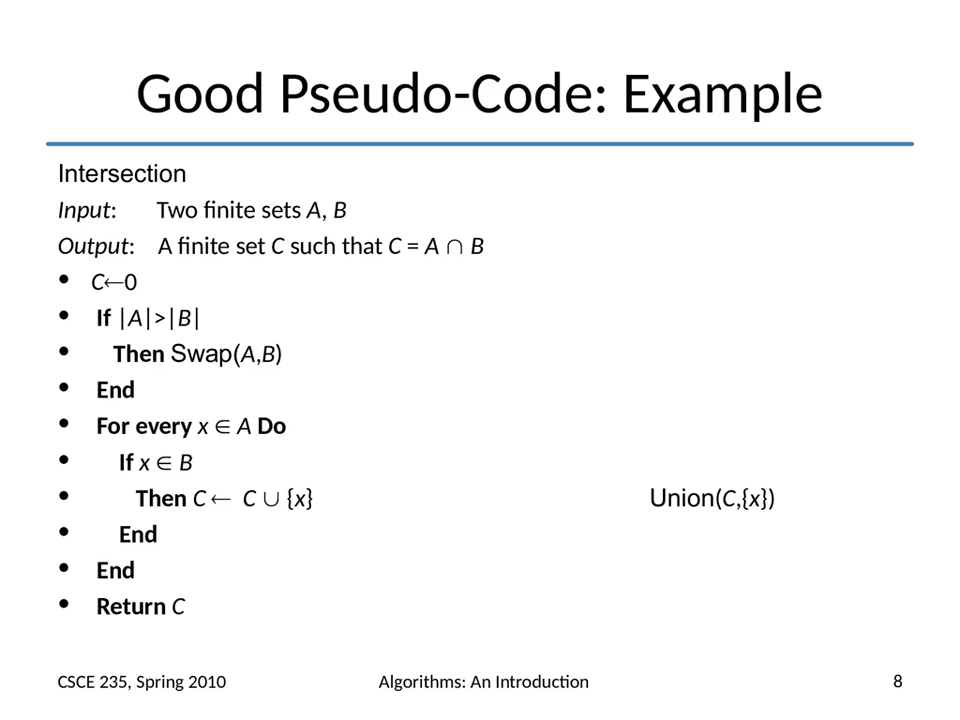 Good Pseudo-Code: Example
Intersection
Input: Two finite sets A, B
Output: A finite set C such that C = A ∩ B
• C←0
• If |A|>|B|
• Then Swap(A,B)
• End
• For every x ∈ A Do
• If x ∈ B
• Then C ← C ∪ {x} Union(C,{x})
• End
• End
• Return C
CSCE 235, Spring 2010 Algorithms: An Introduction 8